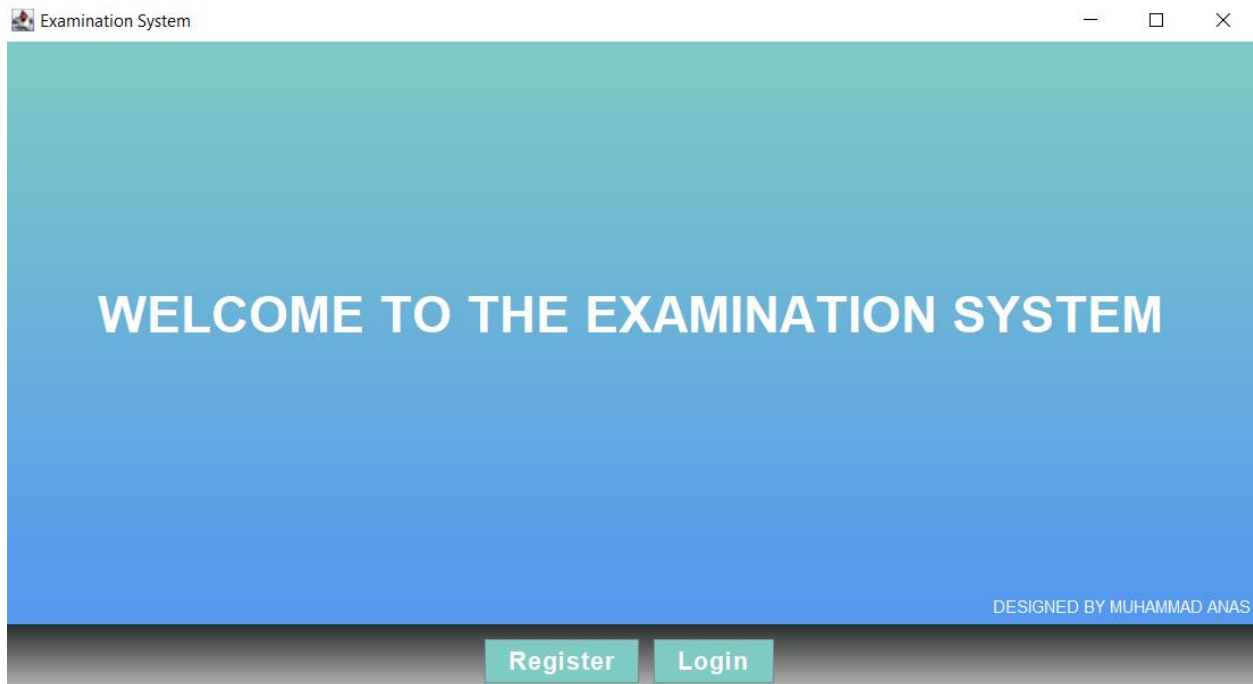 Examination System
WELCOME TO THE EXAMINATION SYSTEM
DESIGNED BY MUHAMMAD ANAS
Register Login